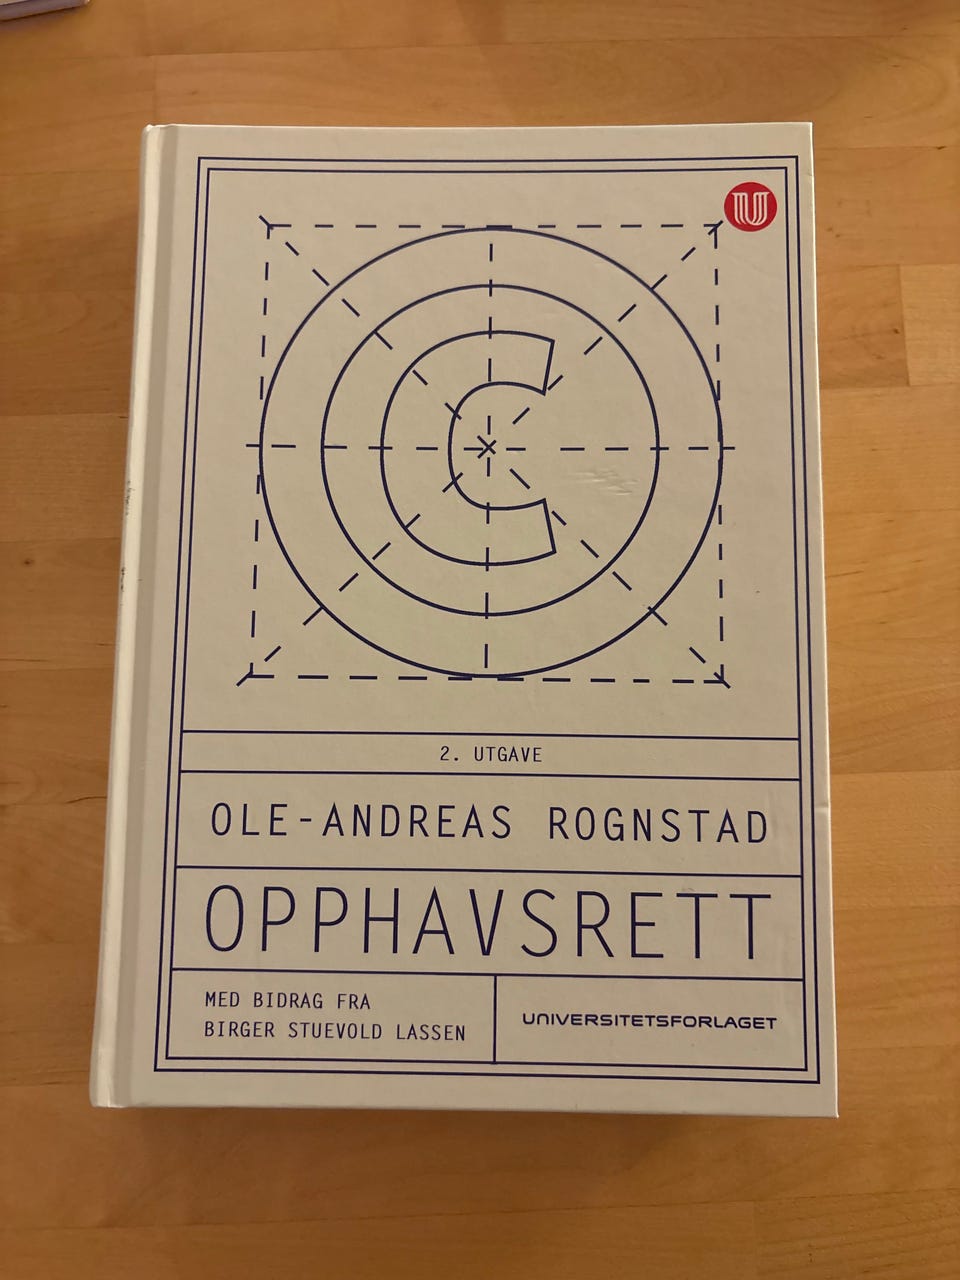 U
C
2. UTGAVE
OLE-ANDREAS ROGNSTAD
OPPHAVSRETT
MED BIDRAG FRA
BIRGER STUEVOLD LASSEN
UNIVERSITETSFORLAGET